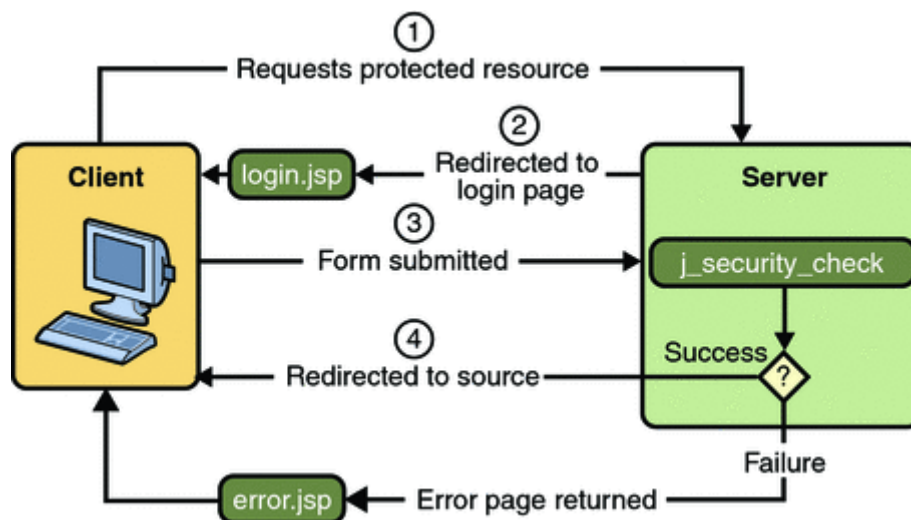 1
Requests protected resource
2
Client
login.jsp
Redirected to
login page
Server
3
Form submitted
j_security_check
4
Redirected to source
Success
?
Failure
error.jsp
Error page returned